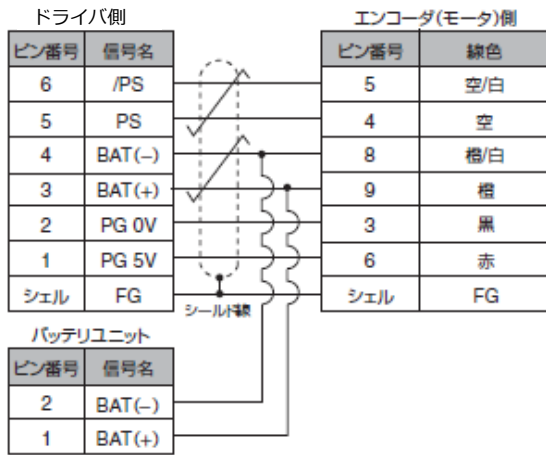 ドライバ側 エンコーダ(モータ)側
ピン番号 信号名 ピン番号 線色
6 /PS 5 空/白
5 PS 4 空
4 BAT(−) 8 橙/白
3 BAT(+) 9 橙
2 PG 0V 3 黒
1 PG 5V 6 赤
シェル FG シェル FG
シールド線
バッテリユニット
ピン番号 信号名
2 BAT(−)
1 BAT(+)